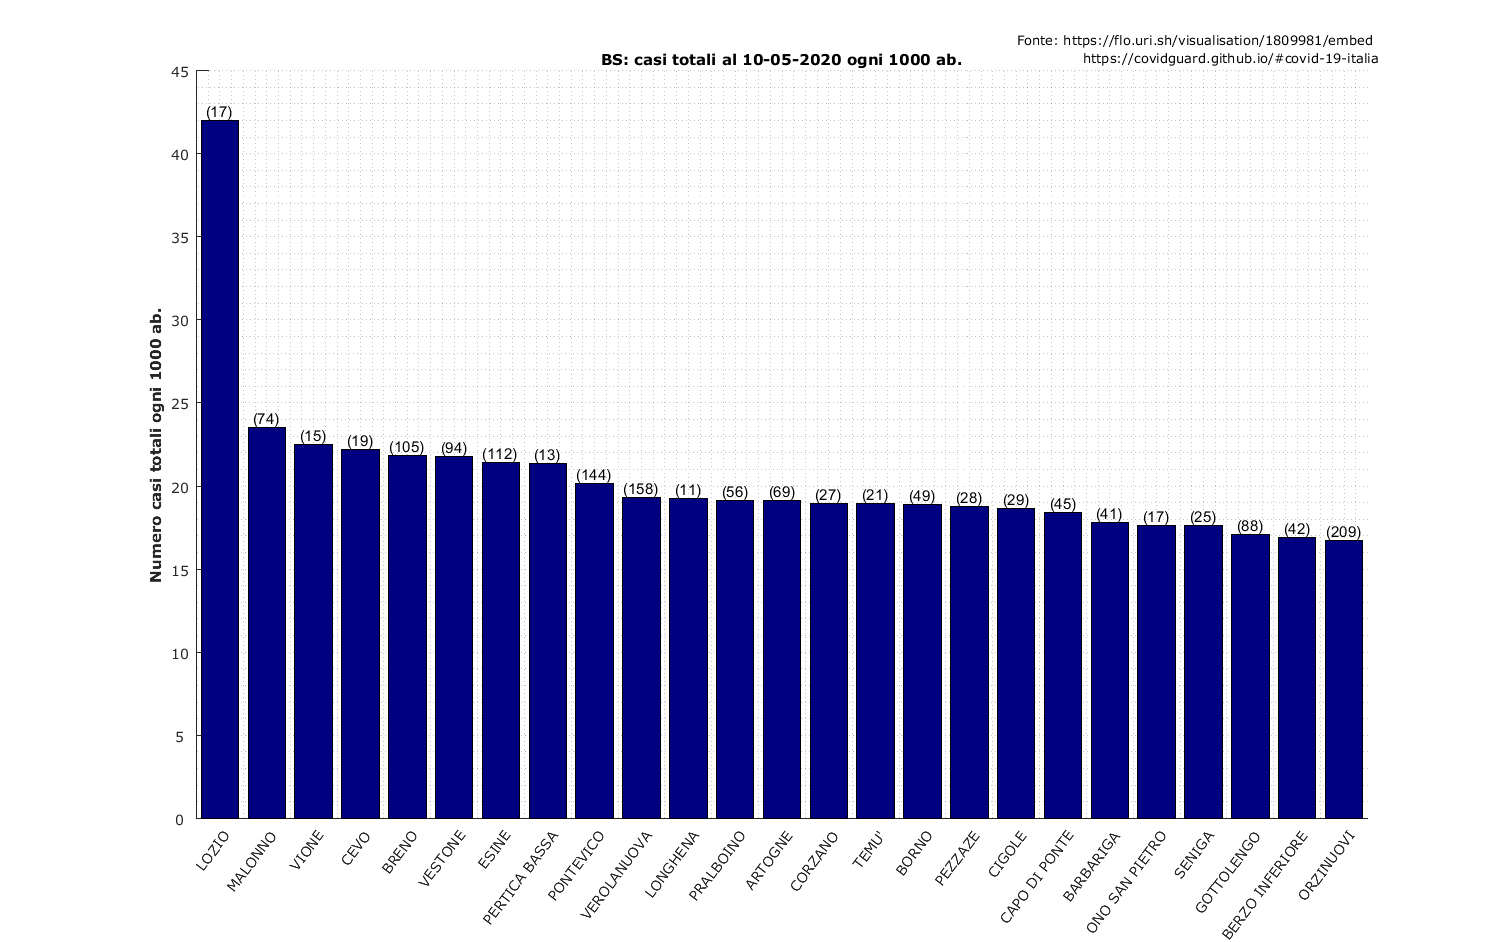 Fonte: https://flo.uri.sh/visualisation/1809981/embed
https://covidguard.github.io/#covid-19-italia
BS: casi totali al 10-05-2020 ogni 1000 ab.
Numero casi totali ogni 1000 ab.
45
40
35
30
25
20
15
10
5
0
(17)
(74)
(15)
(19)
(105)
(94)
(112)
(13)
(144)
(158)
(11)
(56)
(69)
(27)
(21)
(49)
(28)
(29)
(45)
(41)
(17)
(25)
(88)
(42)
(209)
LOZIO
MALONNO
VIONE
CEVO
BRENO
VESTONE
ESINE
PERTICA BASSA
PONTEVICO
VEROLANUOVA
LONGHENA
PRALBOINO
ARTOGNE
CORZANO
TEMU'
BORNO
PEZZAZE
CIGOLE
CAPO DI PONTE
BARBARIGA
ONO SAN PIETRO
SENIGA
GOTTOLENGO
BERZO INFERIORE
ORZINUOVI